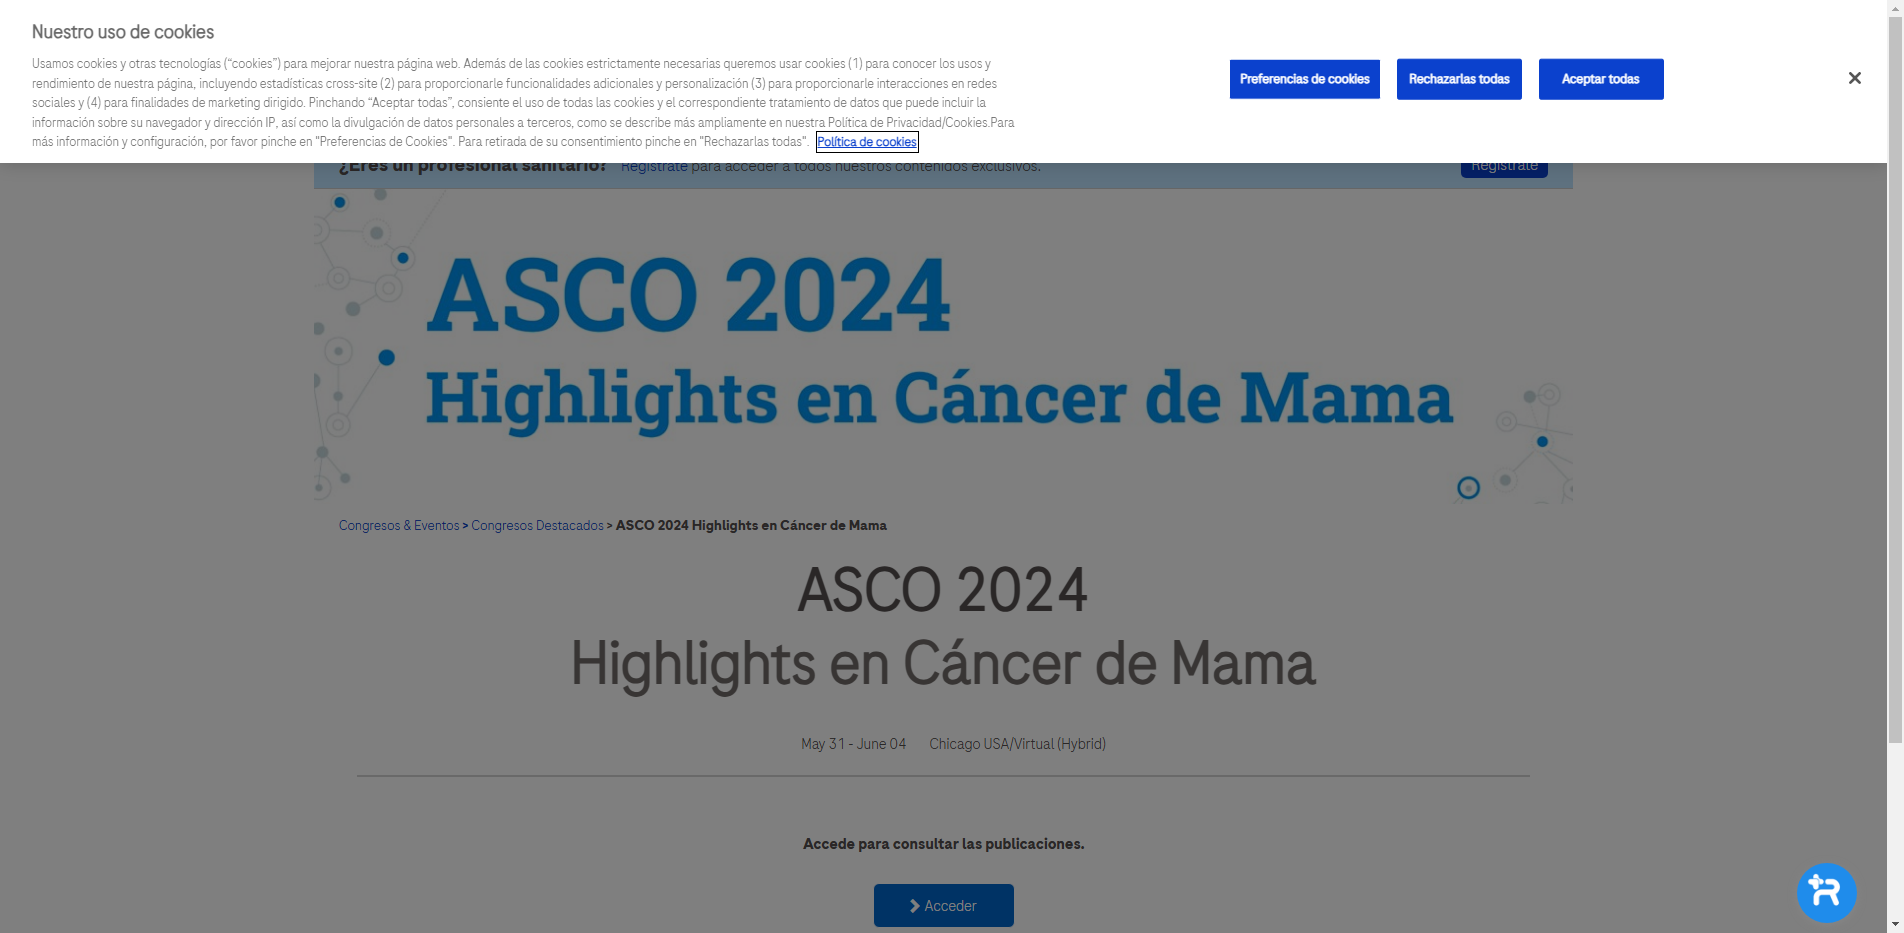 Nuestro uso de cookies
Usamos cookies y otras tecnologías (“cookies”) para mejorar nuestra página web. Además de las cookies estrictamente necesarias queremos usar cookies (1) para conocer los usos y
rendimiento de nuestra página, incluyendo estadísticas cross-site (2) para proporcionarle funcionalidades adicionales y personalización (3) para proporcionarle interacciones en redes
sociales y (4) para finalidades de marketing dirigido. Pinchando “Aceptar todas”, consiente el uso de todas las cookies y el correspondiente tratamiento de datos que puede incluir la
información sobre su navegador y dirección IP, así como la divulgación de datos personales a terceros, como se describe más ampliamente en nuestra Política de Privacidad/Cookies.Para
más información y configuración, por favor pinche en "Preferencias de Cookies". Para retirada de su consentimiento pinche en "Rechazarlas todas". Política de cookies
Preferencias de cookies
Rechazarlas todas
Aceptar todas
¿Eres un profesional sanitario? Regístrate para acceder a todos nuestros contenidos exclusivos.
Regístrate
ASCO 2024
Highlights en Cáncer de Mama
Congresos & Eventos > Congresos Destacados > ASCO 2024 Highlights en Cáncer de Mama
ASCO 2024
Highlights en Cáncer de Mama
May 31 - June 04 Chicago USA/Virtual (Hybrid)
Accede para consultar las publicaciones.
Acceder